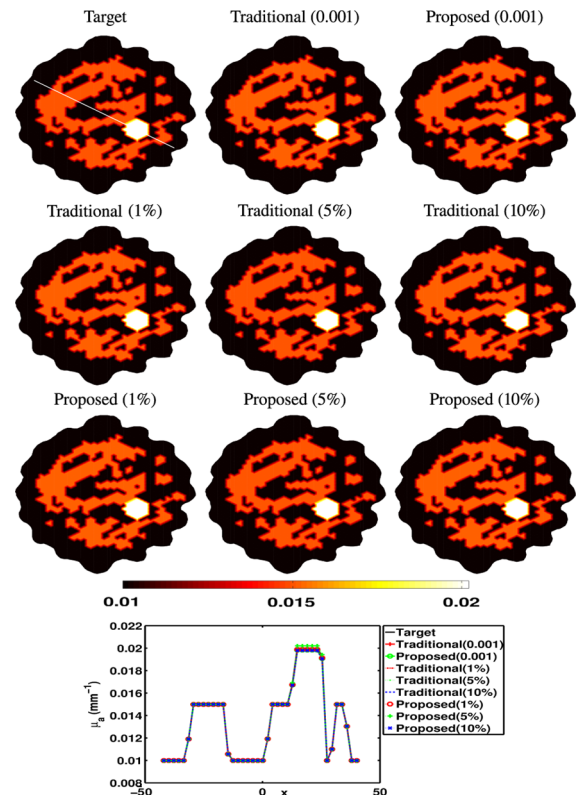 Target Traditional (0.001) Proposed (0.001)
Traditional (1%) Traditional (5%) Traditional (10%)
Proposed (1%) Proposed (5%) Proposed (10%)
0.01 0.015 0.02
0.022
0.02
0.018
0.016
0.014
0.012
0.01
0.008
μa (mm⁻¹)
−50 0 x 50
Target
Traditional(0.001)
Proposed(0.001)
Traditional(1%)
Traditional(5%)
Traditional(10%)
Proposed(1%)
Proposed(5%)
Proposed(10%)